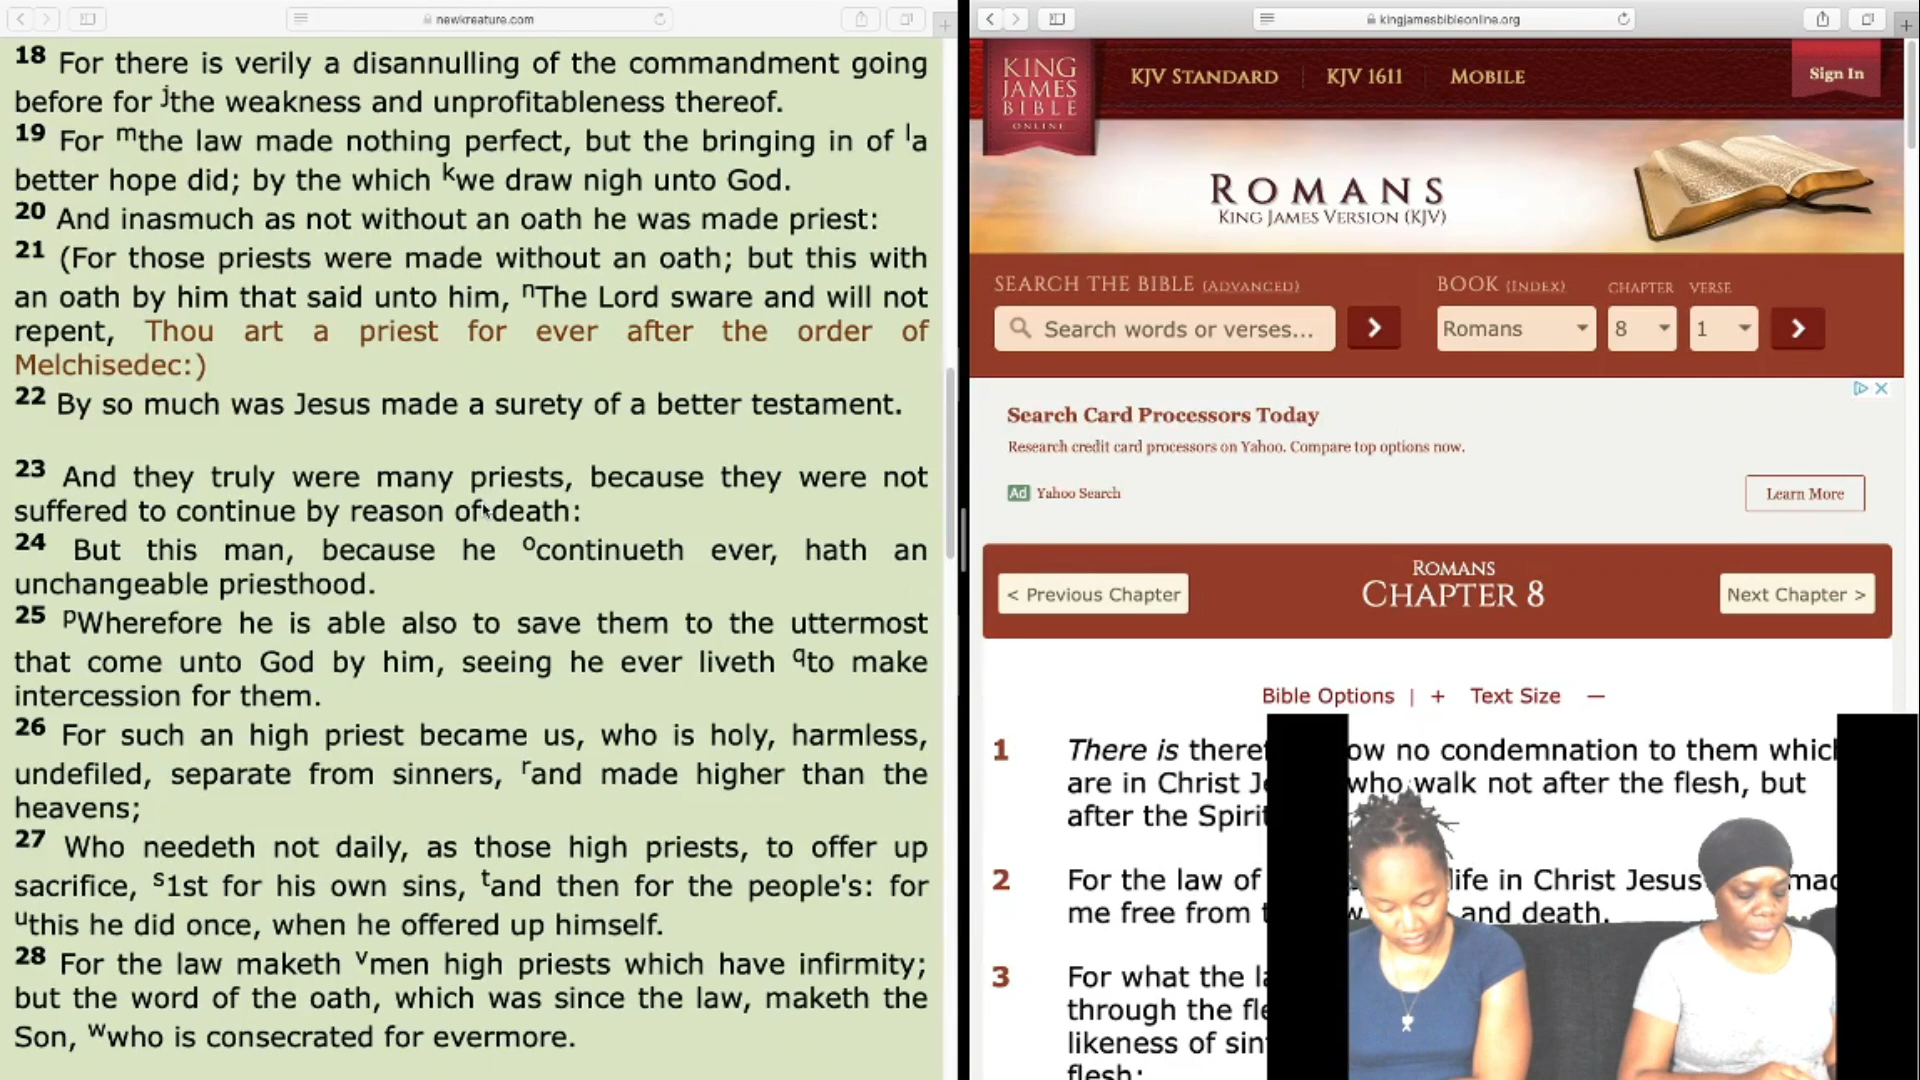 newkreature.com
18 For there is verily a disannulling of the commandment going
before for jthe weakness and unprofitableness thereof.
19 For mthe law made nothing perfect, but the bringing in of la
better hope did; by the which kwe draw nigh unto God.
20 And inasmuch as not without an oath he was made priest:
21 (For those priests were made without an oath; but this with
an oath by him that said unto him, nThe Lord sware and will not
repent, Thou art a priest for ever after the order of
Melchisedec:)
22 By so much was Jesus made a surety of a better testament.
23 And they truly were many priests, because they were not
suffered to continue by reason of death:
24 But this man, because he ocontinueth ever, hath an
unchangeable priesthood.
25 pWherefore he is able also to save them to the uttermost
that come unto God by him, seeing he ever liveth qto make
intercession for them.
26 For such an high priest became us, who is holy, harmless,
undefiled, separate from sinners, rand made higher than the
heavens;
27 Who needeth not daily, as those high priests, to offer up
sacrifice, s1st for his own sins, tand then for the people's: for
uthis he did once, when he offered up himself.
28 For the law maketh vmen high priests which have infirmity;
but the word of the oath, which was since the law, maketh the
Son, wwho is consecrated for evermore.
kingjamesbibleonline.org
KING
JAMES
BIBLE
ONLINE
KJV STANDARD
KJV 1611
MOBILE
Sign In
ROMANS
KING JAMES VERSION (KJV)
SEARCH THE BIBLE (ADVANCED)
BOOK (INDEX)
CHAPTER
VERSE
Search words or verses...
Romans
8
1
Search Card Processors Today
Research credit card processors on Yahoo. Compare top options now.
Ad Yahoo Search
Learn More
< Previous Chapter
ROMANS
CHAPTER 8
Next Chapter >
Bible Options | + Text Size —
1 There is no condemnation to them which
are in Christ who walk not after the flesh, but
after the
2 For the law of life in Christ Jesus
me free from and death.
3 For what the
through the
likeness of
flesh: